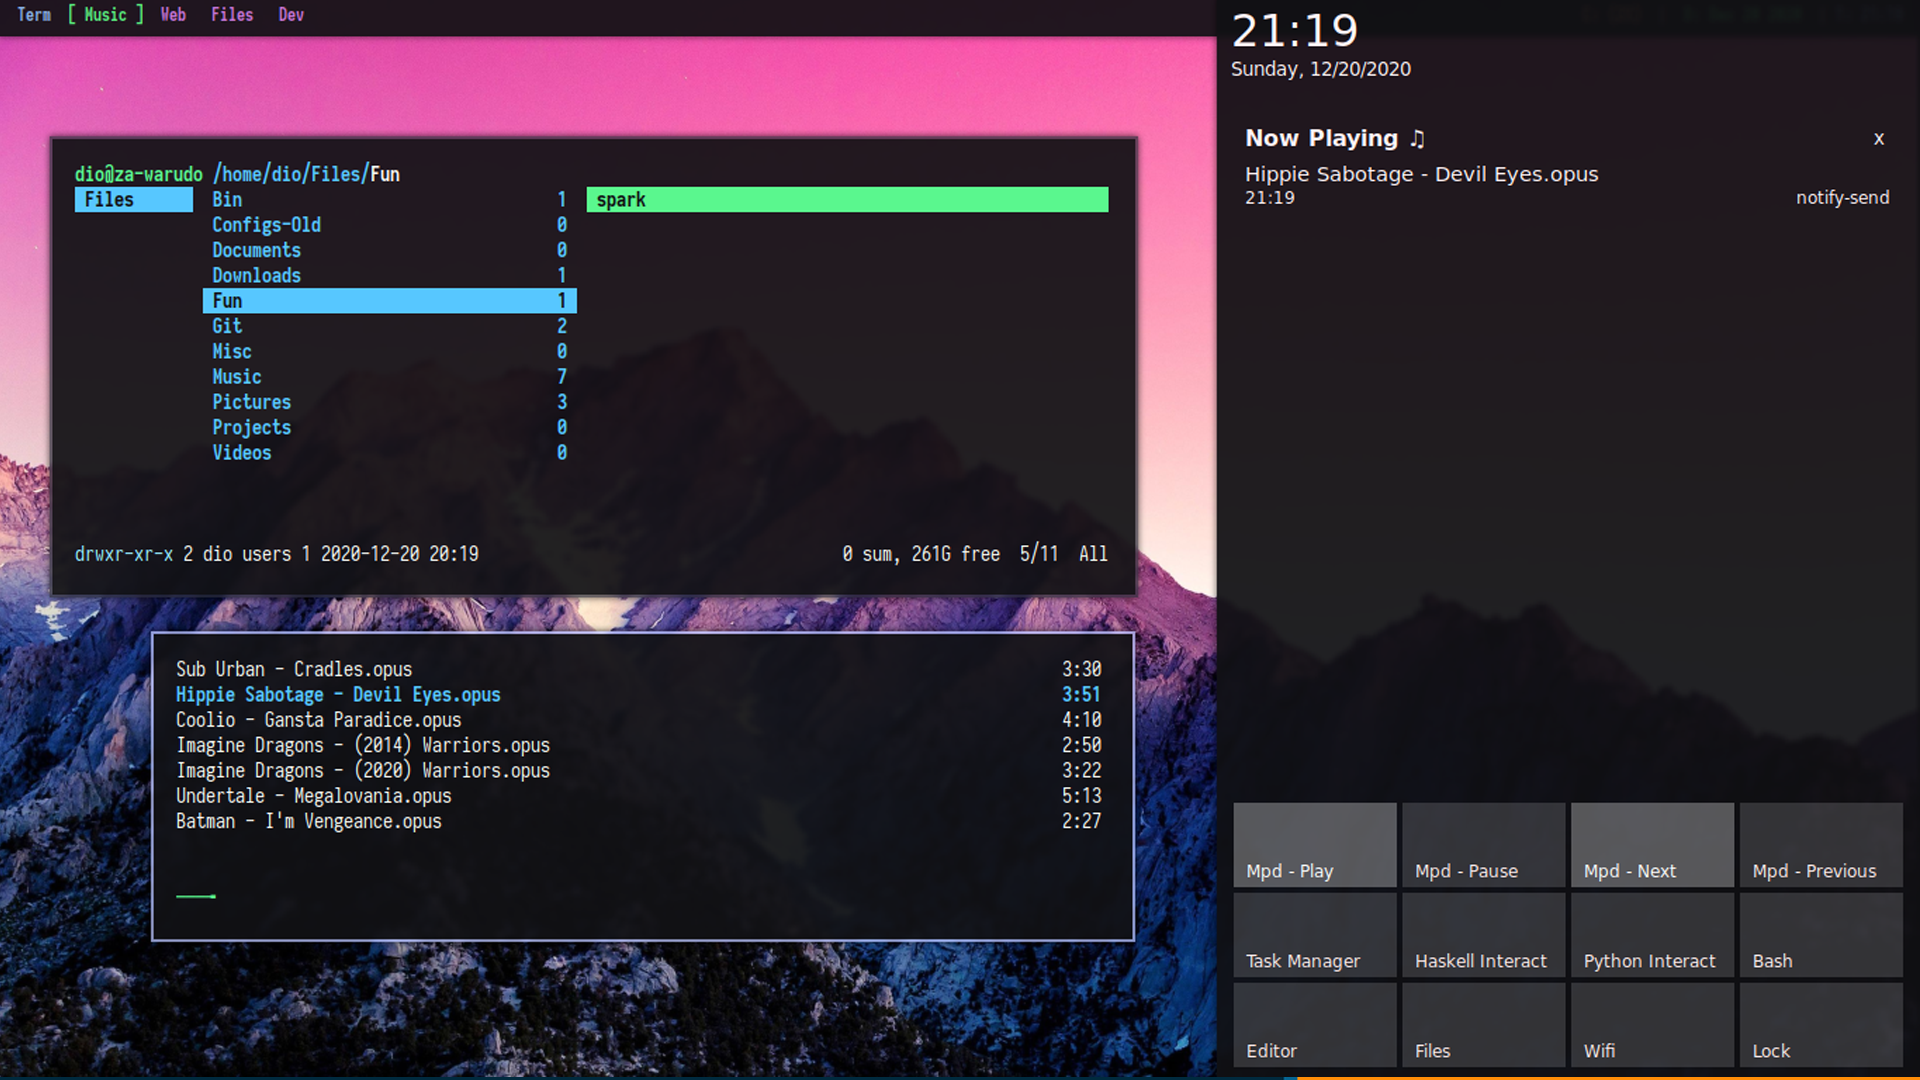 Term [ Music ] Web Files Dev
dio@za-warudo /home/dio/Files/Fun
Files
Bin 1
Configs-Old 0
Documents 0
Downloads 1
Fun 1
Git 2
Misc 0
Music 7
Pictures 3
Projects 0
Videos 0
spark
drwxr-xr-x 2 dio users 1 2020-12-20 20:19 0 sum, 261G free 5/11 All
Sub Urban - Cradles.opus 3:30
Hippie Sabotage - Devil Eyes.opus 3:51
Coolio - Gansta Paradice.opus 4:10
Imagine Dragons - (2014) Warriors.opus 2:50
Imagine Dragons - (2020) Warriors.opus 3:22
Undertale - Megalovania.opus 5:13
Batman - I'm Vengeance.opus 2:27
21:19
Sunday, 12/20/2020
Now Playing ♫ x
Hippie Sabotage - Devil Eyes.opus
21:19 notify-send
Mpd - Play Mpd - Pause Mpd - Next Mpd - Previous
Task Manager Haskell Interact Python Interact Bash
Editor Files Wifi Lock